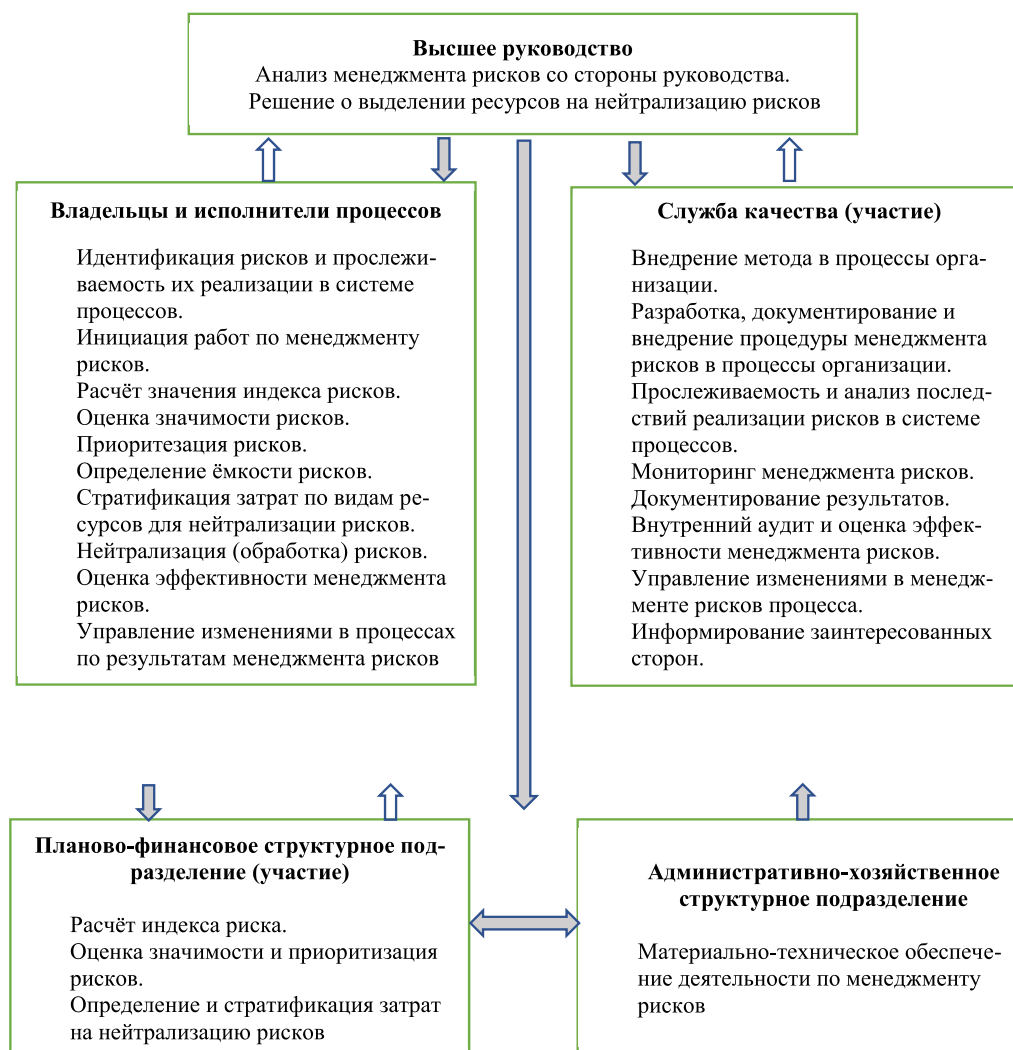 Высшее руководство
Анализ менеджмента рисков со стороны руководства.
Решение о выделении ресурсов на нейтрализацию рисков
Владельцы и исполнители процессов
Идентификация рисков и прослежи-
ваемость их реализации в системе
процессов.
Инициация работ по менеджменту
рисков.
Расчёт значения индекса рисков.
Оценка значимости рисков.
Приоритезация рисков.
Определение ёмкости рисков.
Стратификация затрат по видам ре-
сурсов для нейтрализации рисков.
Нейтрализация (обработка) рисков.
Оценка эффективности менеджмента
рисков.
Управление изменениями в процессах
по результатам менеджмента рисков
Служба качества (участие)
Внедрение метода в процессы орга-
низации.
Разработка, документирование и
внедрение процедуры менеджмента
рисков в процессы организации.
Прослеживаемость и анализ послед-
ствий реализации рисков в системе
процессов.
Мониторинг менеджмента рисков.
Документирование результатов.
Внутренний аудит и оценка эффек-
тивности менеджмента рисков.
Управление изменениями в менедж-
менте рисков процесса.
Информирование заинтересованных
сторон.
Планово-финансовое структурное под-
разделение (участие)
Расчёт индекса риска.
Оценка значимости и приоритизация
рисков.
Определение и стратификация затрат
на нейтрализацию рисков
Административно-хозяйственное
структурное подразделение
Материально-техническое обеспече-
ние деятельности по менеджменту
рисков